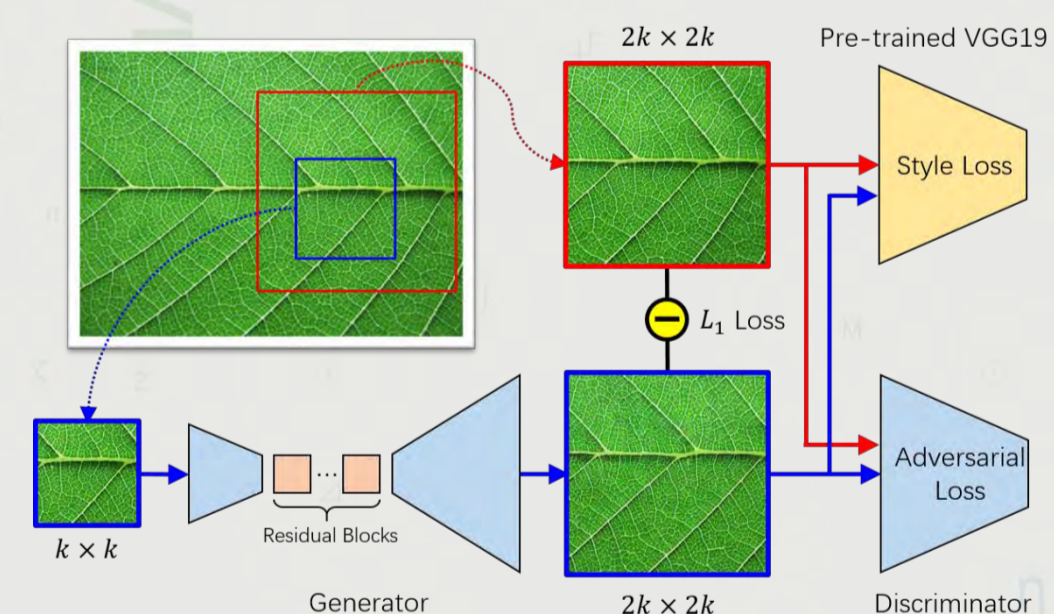 2k × 2k
Pre-trained VGG19
Style Loss
L₁ Loss
Adversarial
Loss
...
Residual Blocks
k × k
Generator
2k × 2k
Discriminator